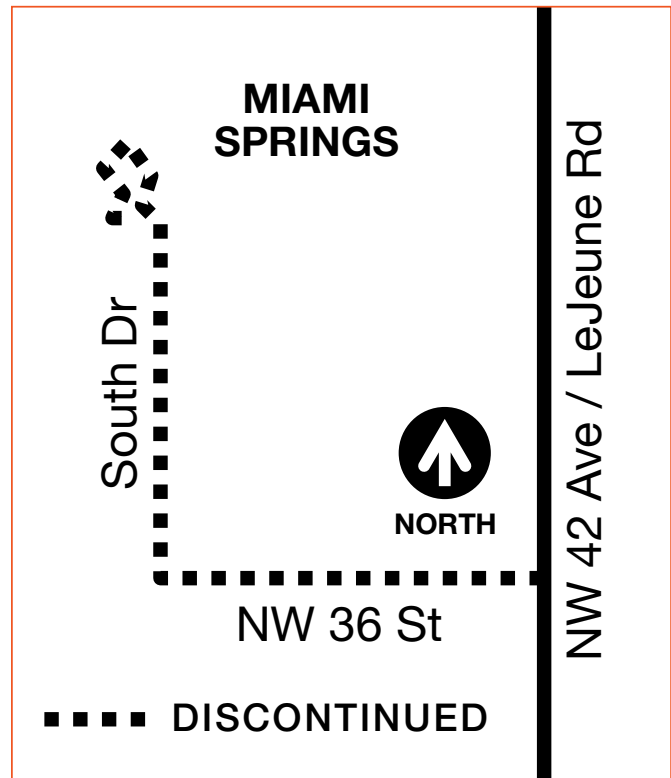 MIAMI
SPRINGS
NW 42 Ave / LeJeune Rd
South Dr
NORTH
NW 36 St
DISCONTINUED